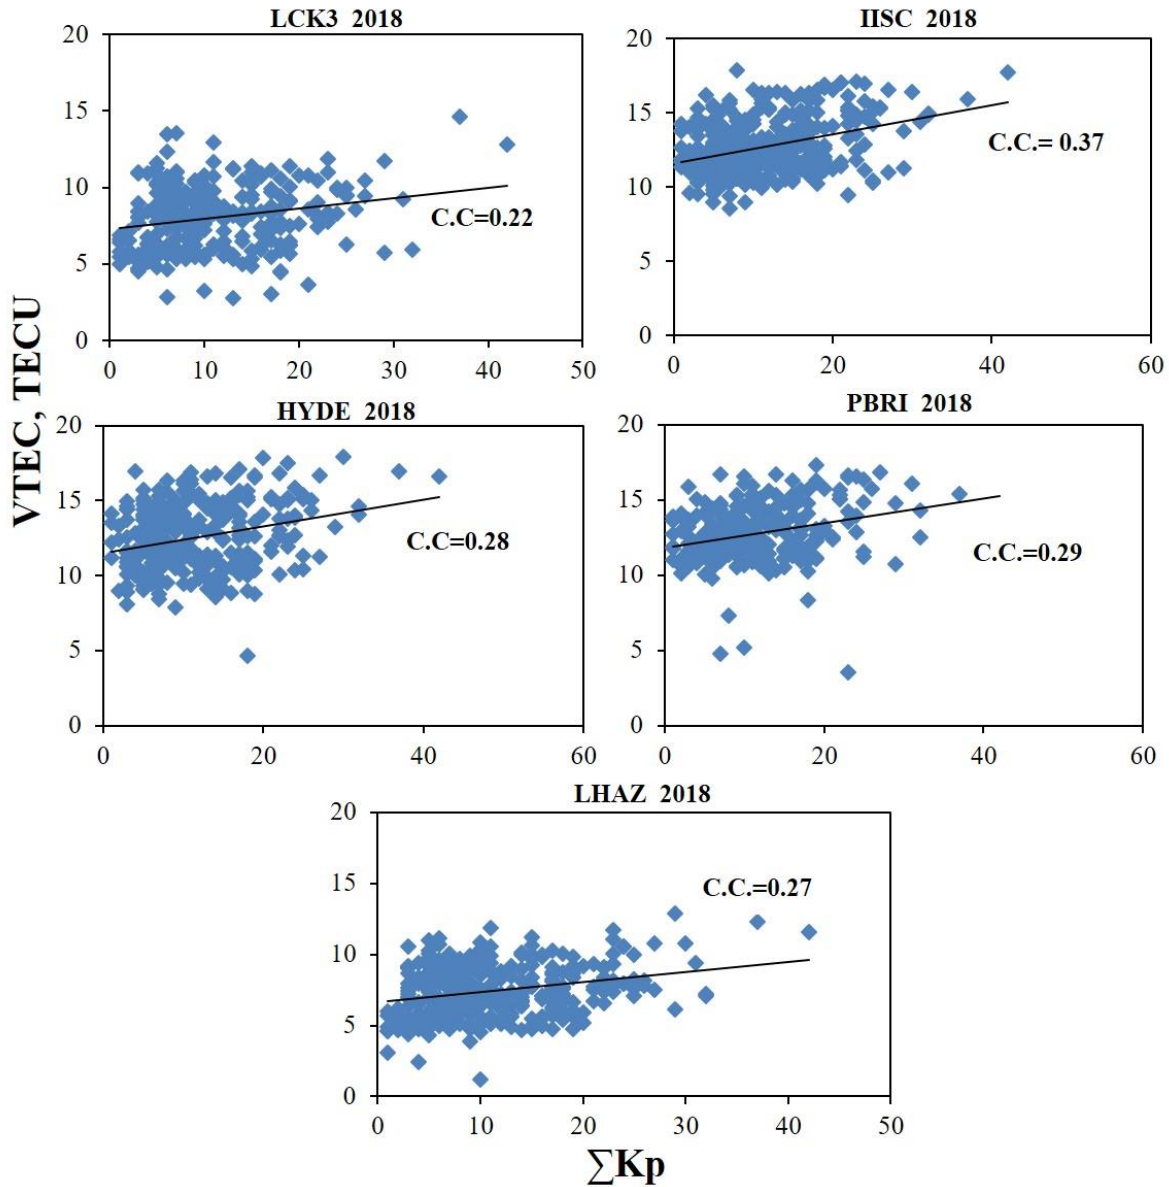 LCK3 2018
20
15
10
5
0
0 10 20 30 40 50
C.C=0.22
IISC 2018
20
15
10
5
0
0 20 40 60
C.C.= 0.37
VTEC, TECU
HYDE 2018
20
15
10
5
0
0 20 40 60
C.C=0.28
PBRI 2018
20
15
10
5
0
0 20 40 60
C.C.=0.29
LHAZ 2018
20
15
10
5
0
0 10 20 30 40 50
C.C.=0.27
∑Kp